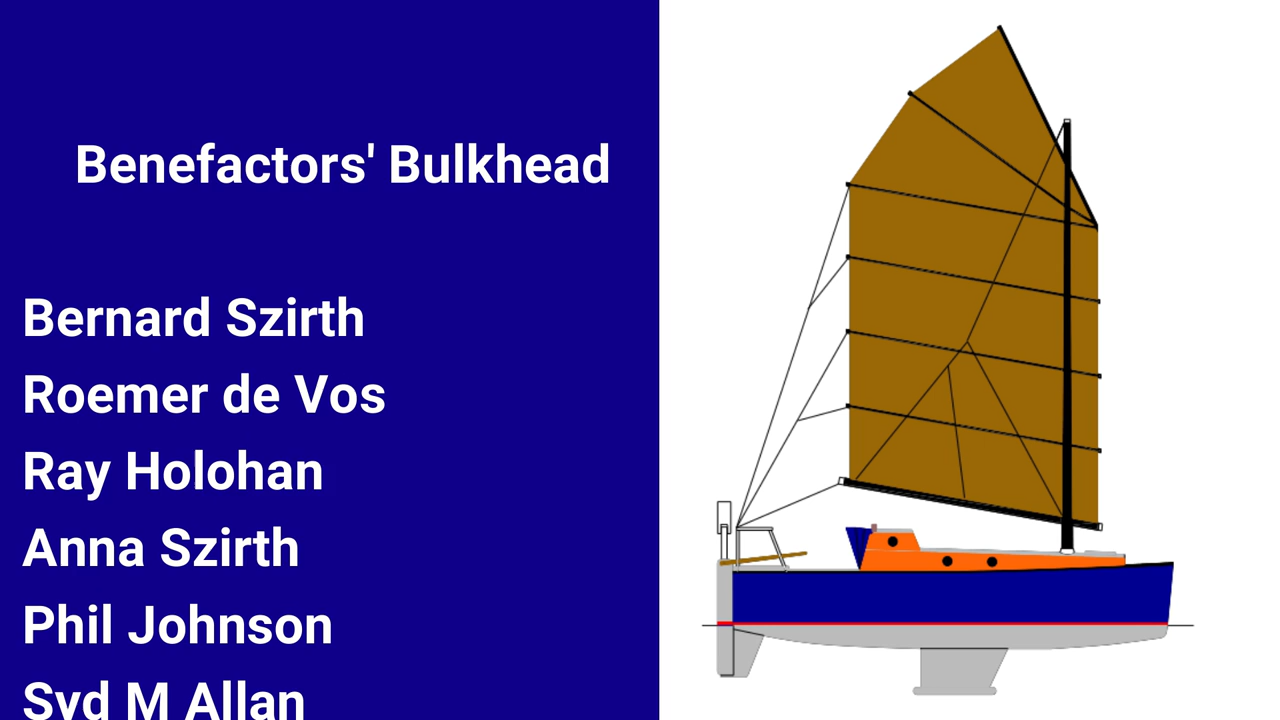 Benefactors' Bulkhead
Bernard Szirth
Roemer de Vos
Ray Holohan
Anna Szirth
Phil Johnson
Syd M Allan